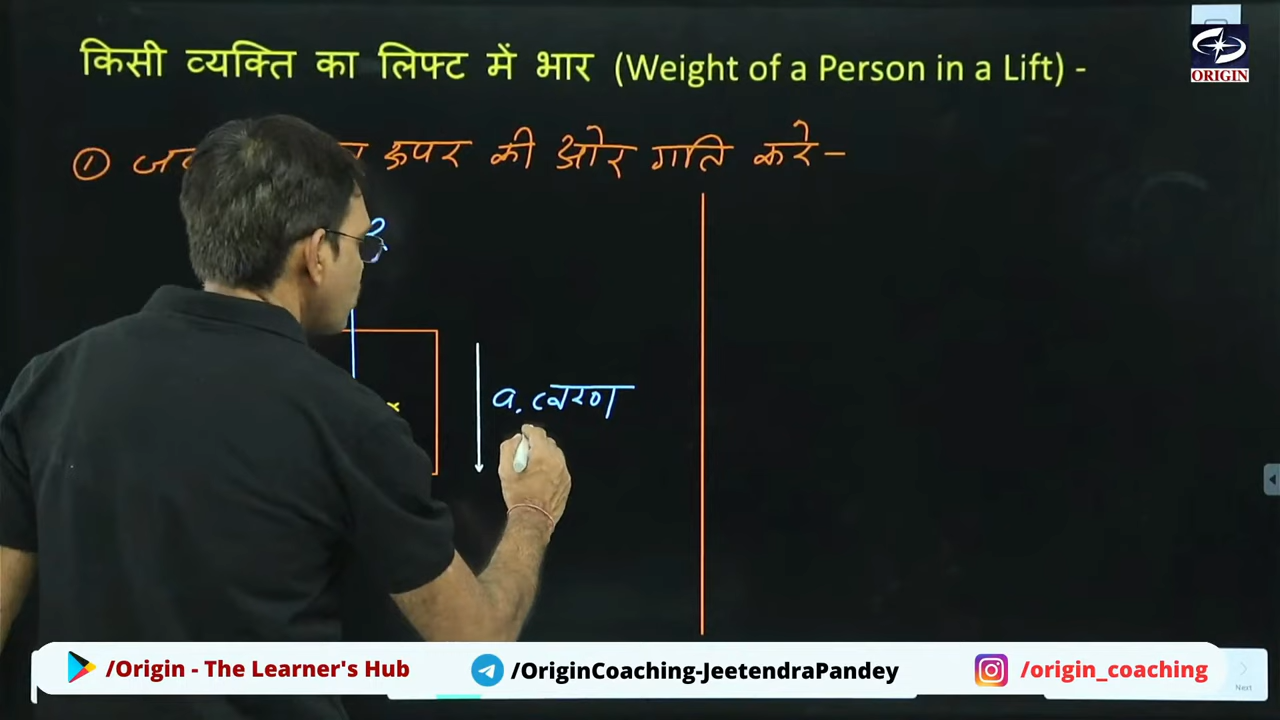 किसी व्यक्ति का लिफ्ट में भार (Weight of a Person in a Lift) -
ORIGIN
① ऊपर की ओर गति करे -
a, त्वरण
/Origin - The Learner's Hub
/OriginCoaching-JeetendraPandey
/origin_coaching
Next